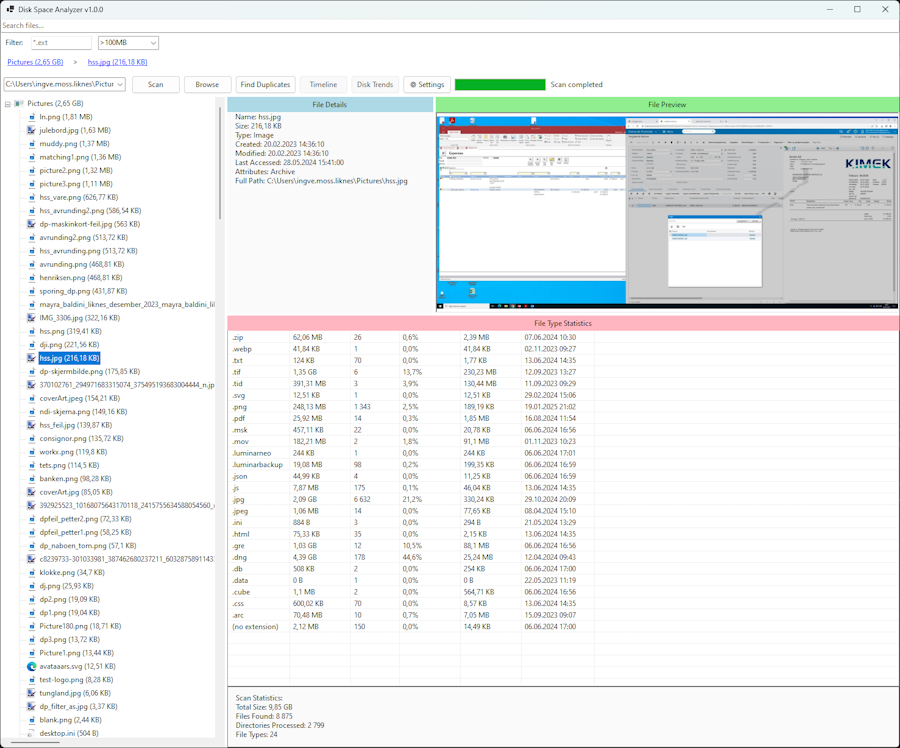 Disk Space Analyzer v1.0.0
Search files...
Filter: *.ext >100MB
Pictures (2,65 GB) > hss.jpg (216,18 KB)
C:\Users\ingve.moss.liknes\Pictur Scan Browse Find Duplicates Timeline Disk Trends Settings Scan completed
Pictures (2,65 GB)
ln.png (1,81 MB)
julebord.jpg (1,63 MB)
muddy.png (1,37 MB)
matching1.png (1,36 MB)
picture2.png (1,32 MB)
picture3.png (1,11 MB)
hss_vare.png (626,77 KB)
hss_avrunding2.png (586,54 KB)
dp-maskinkort-feil.jpg (563 KB)
avrunding2.png (513,72 KB)
hss_avrunding.png (513,72 KB)
avrunding.png (468,81 KB)
henriksen.png (468,81 KB)
sporing_dp.png (431,87 KB)
mayra_baldini_liknes_desember_2023_mayra_baldini_lil
IMG_3306.jpg (322,16 KB)
hss.png (319,41 KB)
dji.png (221,56 KB)
hss.jpg (216,18 KB)
dp-skjermbilde.png (175,85 KB)
370102761_294971683315074_375495193683004444_n.jp
coverArt.jpeg (154,21 KB)
ndi-skjema.png (149,16 KB)
hss_feil.jpg (139,87 KB)
consignor.png (135,72 KB)
workx.png (119,8 KB)
tets.png (114,5 KB)
banken.png (98,28 KB)
coverArt.jpg (85,05 KB)
392925523_10168075643170118_2415755634588054560_
dpfeil_petter2.png (72,33 KB)
dpfeil_petter1.png (58,25 KB)
dp_naboen_tom.png (57,1 KB)
c8239733-301033981_387462680237211_603287589114
klokke.png (34,7 KB)
dj.png (25,93 KB)
dp2.png (19,09 KB)
dp1.png (19,04 KB)
Picture180.png (18,71 KB)
dp3.png (13,72 KB)
Picture1.png (13,44 KB)
avataaars.svg (12,51 KB)
test-logo.png (8,28 KB)
tungland.jpg (6,06 KB)
dp_filter_as.jpg (3,37 KB)
blank.png (2,44 KB)
desktop.ini (504 B)
File Details
Name: hss.jpg
Size: 216,18 KB
Type: Image
Created: 20.02.2023 14:36:10
Modified: 20.02.2023 14:36:10
Last Accessed: 28.05.2024 15:41:00
Attributes: Archive
Full Path: C:\Users\ingve.moss.liknes\Pictures\hss.jpg
File Preview
KIMEK
File Type Statistics
.zip 62,06 MB 26 0,6% 2,39 MB 07.06.2024 10:30
.webp 41,84 KB 1 0,0% 41,84 KB 02.11.2023 09:27
.txt 124 KB 70 0,0% 1,77 KB 13.06.2024 14:35
.tif 1,35 GB 6 13,7% 230,23 MB 12.09.2023 13:27
.tid 391,31 MB 3 3,9% 130,44 MB 11.09.2023 09:29
.svg 12,51 KB 1 0,0% 12,51 KB 29.02.2024 15:06
.png 248,13 MB 1 343 2,5% 189,19 KB 19.01.2025 21:02
.pdf 25,92 MB 14 0,3% 1,85 MB 16.08.2024 11:54
.msk 457,11 KB 22 0,0% 20,78 KB 06.06.2024 16:56
.mov 182,21 MB 2 1,8% 91,1 MB 01.11.2023 10:23
.luminarneo 244 KB 1 0,0% 244 KB 06.06.2024 17:01
.luminarbackup 19,08 MB 98 0,2% 199,35 KB 06.06.2024 16:59
.json 44,99 KB 4 0,0% 11,25 KB 06.06.2024 16:59
.js 7,87 MB 175 0,1% 46,04 KB 13.06.2024 14:35
.jpg 2,09 GB 6 632 21,2% 330,24 KB 29.10.2024 20:09
.jpeg 1,06 MB 14 0,0% 77,65 KB 08.04.2024 15:10
.ini 884 B 3 0,0% 294 B 21.05.2024 13:29
.html 75,33 KB 35 0,0% 2,15 KB 13.06.2024 14:35
.gre 1,03 GB 12 10,5% 88,1 MB 06.06.2024 16:56
.dng 4,39 GB 178 44,6% 25,24 MB 12.04.2024 09:43
.db 508 KB 2 0,0% 254 KB 06.06.2024 17:00
.data 0 B 1 0,0% 0 B 22.05.2023 11:19
.cube 1,1 MB 2 0,0% 564,71 KB 06.06.2024 16:56
.css 600,02 KB 70 0,0% 8,57 KB 13.06.2024 14:35
.arc 70,48 MB 10 0,7% 7,05 MB 15.09.2023 09:07
(no extension) 2,12 MB 150 0,0% 14,49 KB 06.06.2024 17:00
Scan Statistics:
Total Size: 9,85 GB
Files Found: 8 875
Directories Processed: 2 799
File Types: 24